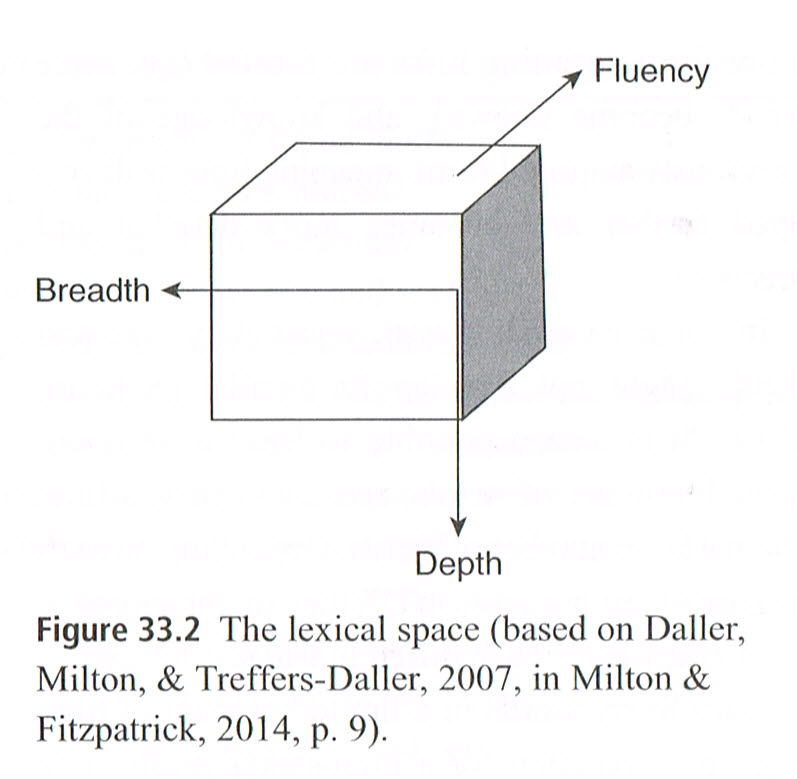 Fluency
Breadth
Depth
Figure 33.2 The lexical space (based on Daller,
Milton, & Treffers-Daller, 2007, in Milton &
Fitzpatrick, 2014, p. 9).